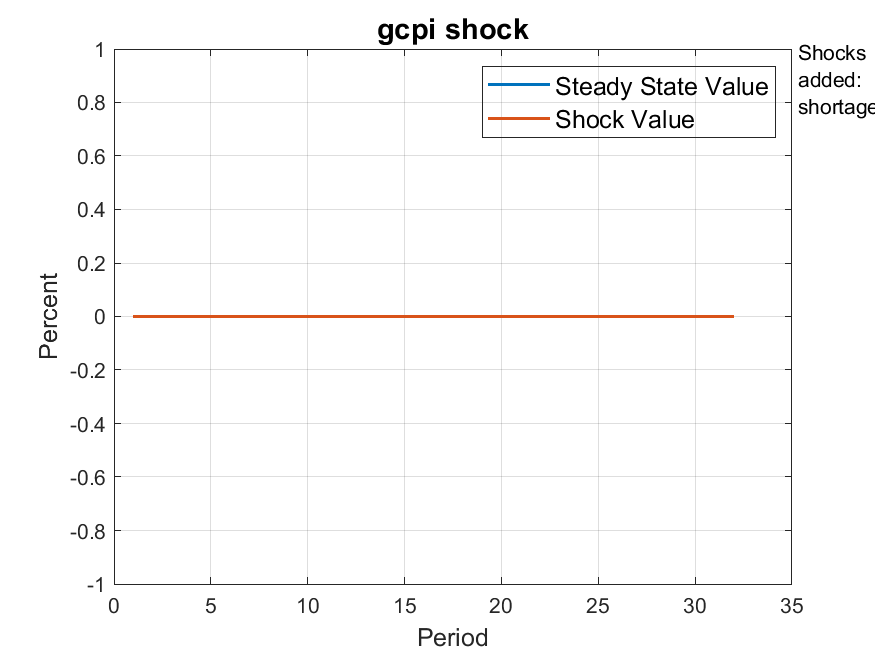 gcpi shock
Shocks
added:
shortage
Steady State Value
Shock Value
1
0.8
0.6
0.4
0.2
0
-0.2
-0.4
-0.6
-0.8
-1
Percent
0 5 10 15 20 25 30 35
Period